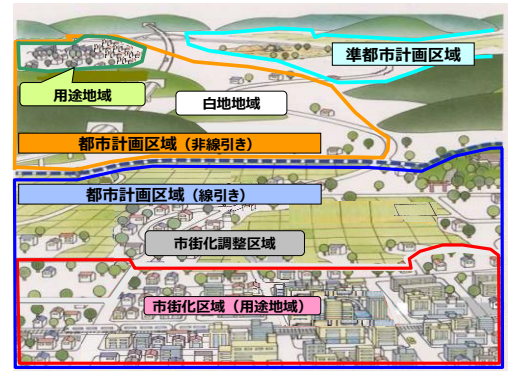 準都市計画区域
用途地域
白地地域
都市計画区域（非線引き）
都市計画区域（線引き）
市街化調整区域
市街化区域（用途地域）